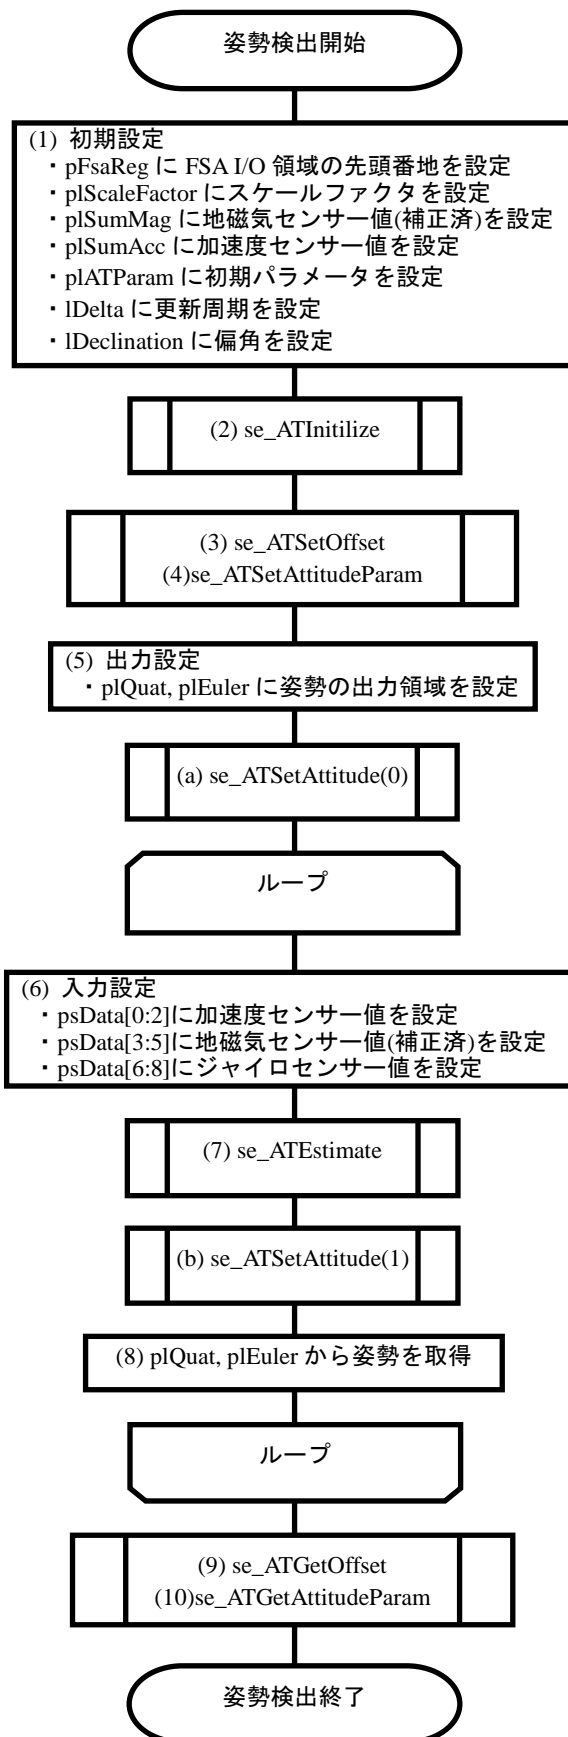 姿勢検出開始
(1) 初期設定
・pFsaReg に FSA I/O 領域の先頭番地を設定
・plScaleFactor にスケールファクタを設定
・plSumMag に地磁気センサー値(補正済)を設定
・plSumAcc に加速度センサー値を設定
・plATParam に初期パラメータを設定
・lDelta に更新周期を設定
・lDeclination に偏角を設定
(2) se_ATInitilize
(3) se_ATSetOffset
(4)se_ATSetAttitudeParam
(5) 出力設定
・plQuat, plEuler に姿勢の出力領域を設定
(a) se_ATSetAttitude(0)
ループ
(6) 入力設定
・psData[0:2]に加速度センサー値を設定
・psData[3:5]に地磁気センサー値(補正済)を設定
・psData[6:8]にジャイロセンサー値を設定
(7) se_ATEstimate
(b) se_ATSetAttitude(1)
(8) plQuat, plEuler から姿勢を取得
ループ
(9) se_ATGetOffset
(10)se_ATGetAttitudeParam
姿勢検出終了